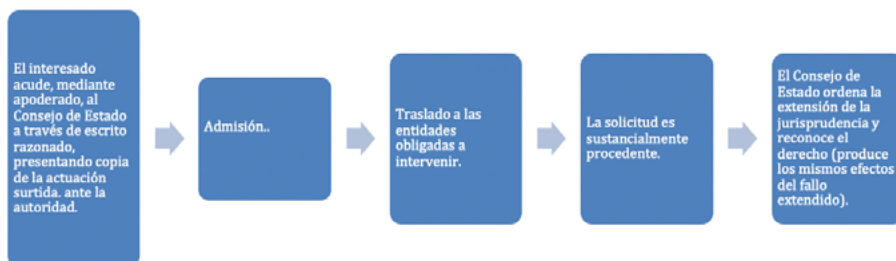 El interesado
acude, mediante
apoderado, al
Consejo de Estado
a través de escrito
razonado,
presentando copia
de la actuación
surtida. ante la
autoridad.
Admisión..
Traslado a las
entidades
obligadas a
intervenir.
La solicitud es
sustancialmente
procedente.
El Consejo de
Estado ordena la
extensión de la
jurisprudencia y
reconoce el
derecho (produce
los mismos efectos
del fallo
extendido).